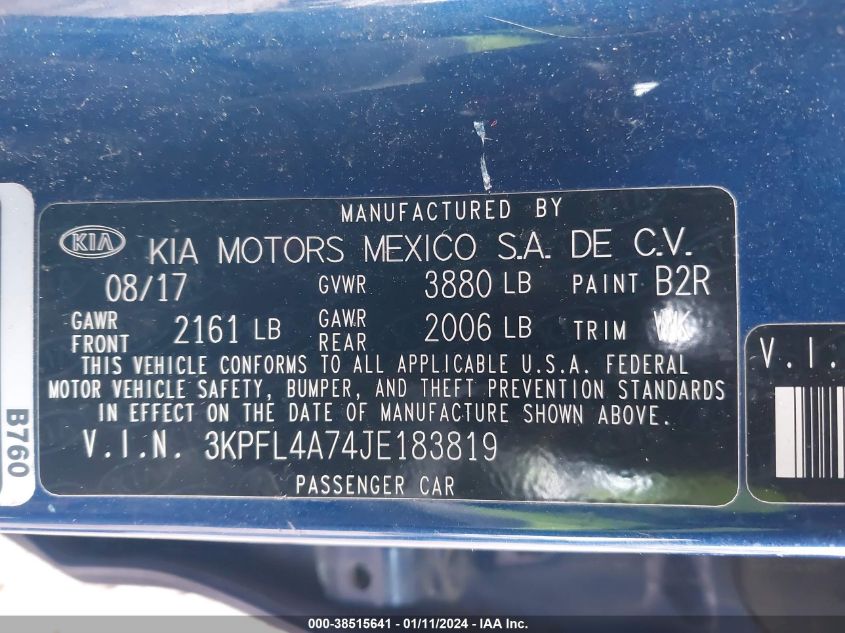 MANUFACTURED BY
KIA KIA MOTORS MEXICO S.A. DE C.V.
08/17 GVWR 3880 LB PAINT B2R
GAWR FRONT 2161 LB GAWR REAR 2006 LB TRIM WK
THIS VEHICLE CONFORMS TO ALL APPLICABLE U.S.A. FEDERAL
MOTOR VEHICLE SAFETY, BUMPER, AND THEFT PREVENTION STANDARDS
IN EFFECT ON THE DATE OF MANUFACTURE SHOWN ABOVE.
V.I.N. 3KPFL4A74JE183819
PASSENGER CAR
B760
V.I.
000-38515641 - 01/11/2024 - IAA Inc.